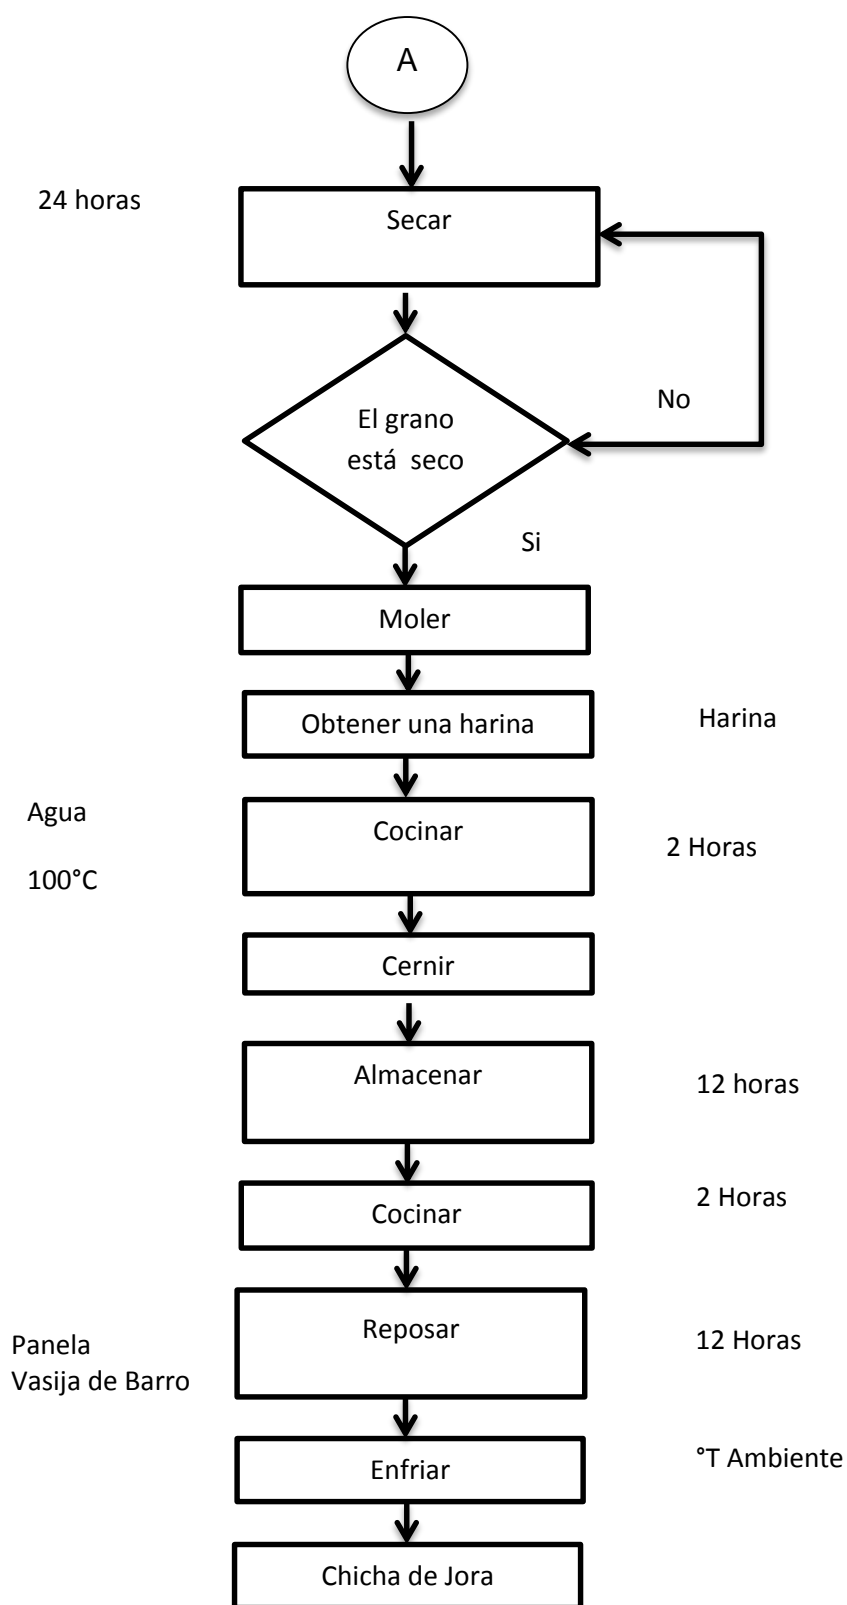 A
24 horas
Secar
No
El grano
está seco
Si
Moler
Obtener una harina
Harina
Agua
Cocinar
2 Horas
100°C
Cernir
Almacenar
12 horas
2 Horas
Cocinar
Reposar
12 Horas
Panela
Vasija de Barro
°T Ambiente
Enfriar
Chicha de Jora